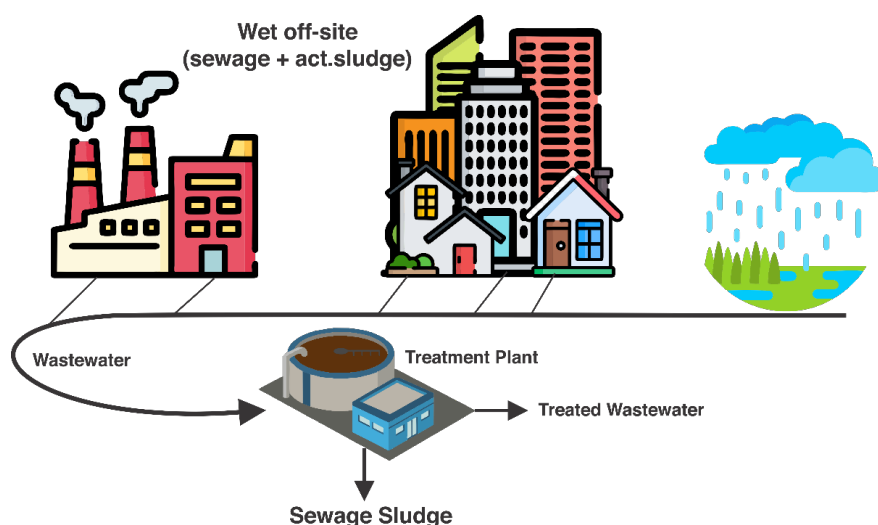 Wet off-site
(sewage + act.sludge)
Wastewater
Treatment Plant
Treated Wastewater
Sewage Sludge